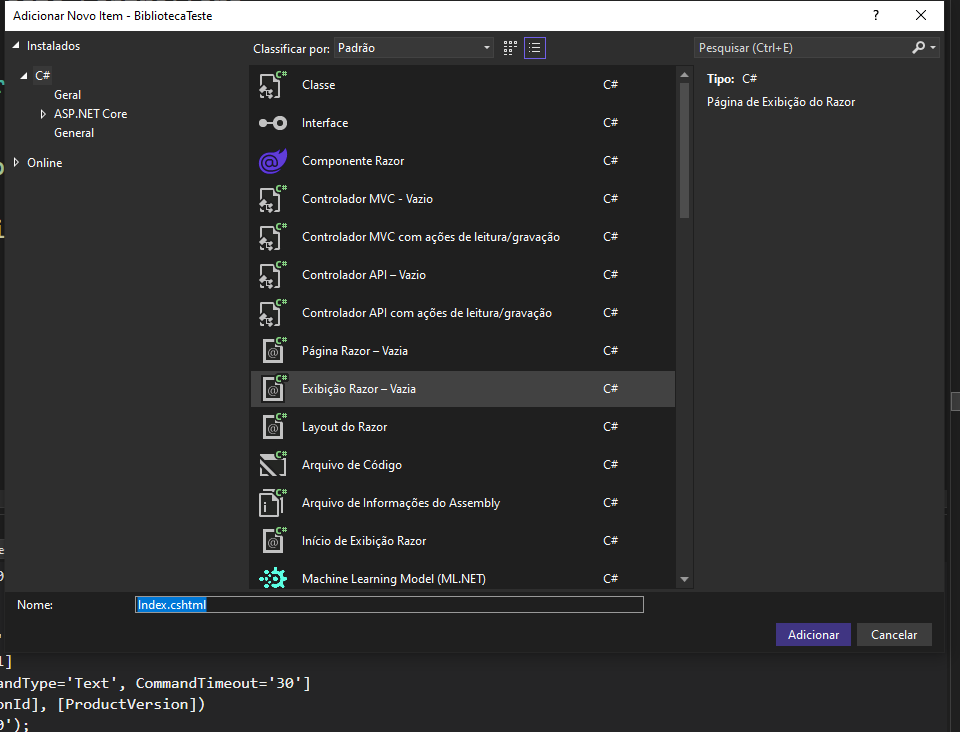 Adicionar Novo Item - BibliotecaTeste
?
Instalados
C#
Geral
ASP.NET Core
General
Online
Classificar por: Padrão
Classe C#
Interface C#
Componente Razor C#
Controlador MVC - Vazio C#
Controlador MVC com ações de leitura/gravação C#
Controlador API – Vazio C#
Controlador API com ações de leitura/gravação C#
Página Razor – Vazia C#
Exibição Razor – Vazia C#
Layout do Razor C#
Arquivo de Código C#
Arquivo de Informações do Assembly C#
Início de Exibição Razor C#
Machine Learning Model (ML.NET) C#
Pesquisar (Ctrl+E)
Tipo: C#
Página de Exibição do Razor
Nome: Index.cshtml
Adicionar
Cancelar
]
andType='Text', CommandTimeout='30']
onId], [ProductVersion])
0');